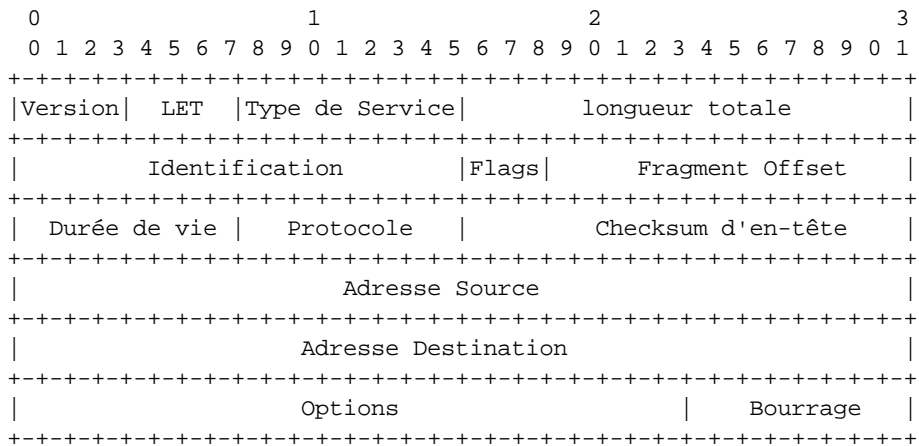 0                   1                   2                   3
0 1 2 3 4 5 6 7 8 9 0 1 2 3 4 5 6 7 8 9 0 1 2 3 4 5 6 7 8 9 0 1
+-+-+-+-+-+-+-+-+-+-+-+-+-+-+-+-+-+-+-+-+-+-+-+-+-+-+-+-+-+-+-+-+
|Version|  LET  |Type de Service|        longueur totale        |
+-+-+-+-+-+-+-+-+-+-+-+-+-+-+-+-+-+-+-+-+-+-+-+-+-+-+-+-+-+-+-+-+
|         Identification        |Flags|      Fragment Offset    |
+-+-+-+-+-+-+-+-+-+-+-+-+-+-+-+-+-+-+-+-+-+-+-+-+-+-+-+-+-+-+-+-+
|  Durée de vie |   Protocole   |         Checksum d'en-tête    |
+-+-+-+-+-+-+-+-+-+-+-+-+-+-+-+-+-+-+-+-+-+-+-+-+-+-+-+-+-+-+-+-+
|                       Adresse Source                          |
+-+-+-+-+-+-+-+-+-+-+-+-+-+-+-+-+-+-+-+-+-+-+-+-+-+-+-+-+-+-+-+-+
|                    Adresse Destination                        |
+-+-+-+-+-+-+-+-+-+-+-+-+-+-+-+-+-+-+-+-+-+-+-+-+-+-+-+-+-+-+-+-+
|                    Options                    |    Bourrage   |
+-+-+-+-+-+-+-+-+-+-+-+-+-+-+-+-+-+-+-+-+-+-+-+-+-+-+-+-+-+-+-+-+